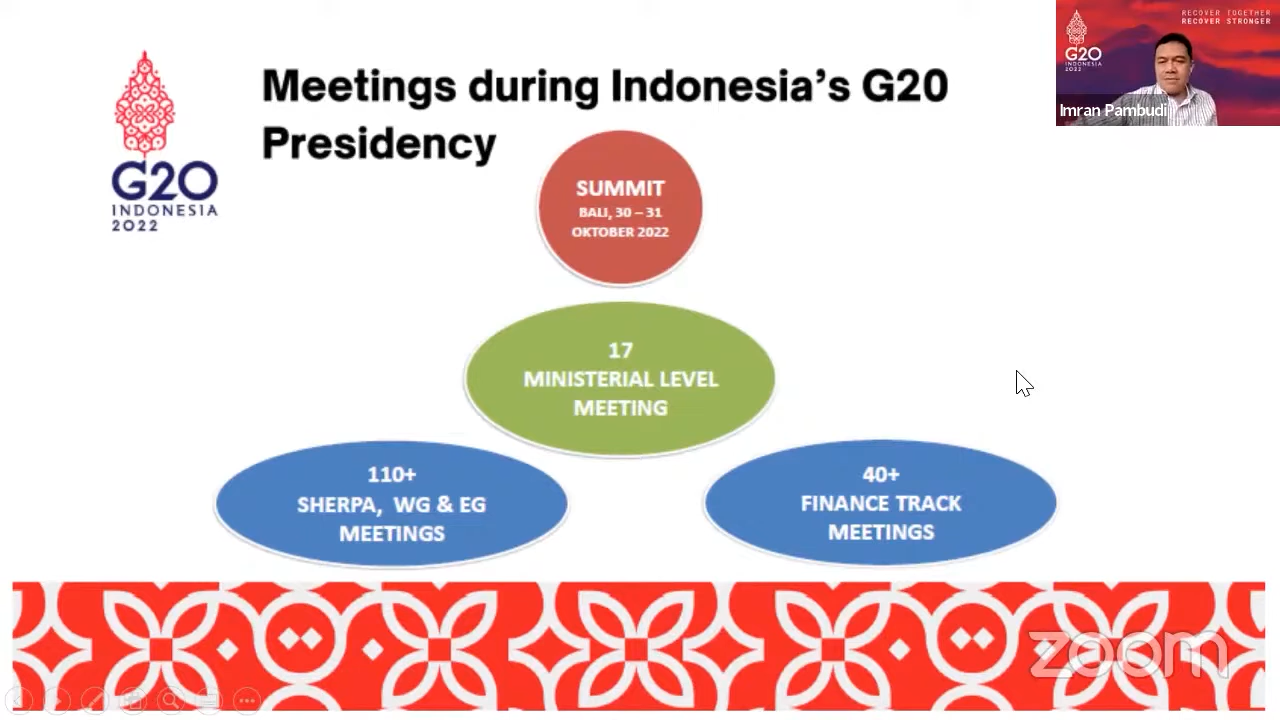 RECOVER TOGETHER
RECOVER STRONGER
G20
INDONESIA
2022
Imran Pambudi
G20
INDONESIA
2022
Meetings during Indonesia's G20
Presidency
SUMMIT
BALI, 30 – 31
OKTOBER 2022
17
MINISTERIAL LEVEL
MEETING
110+
SHERPA, WG & EG
MEETINGS
40+
FINANCE TRACK
MEETINGS
zoom